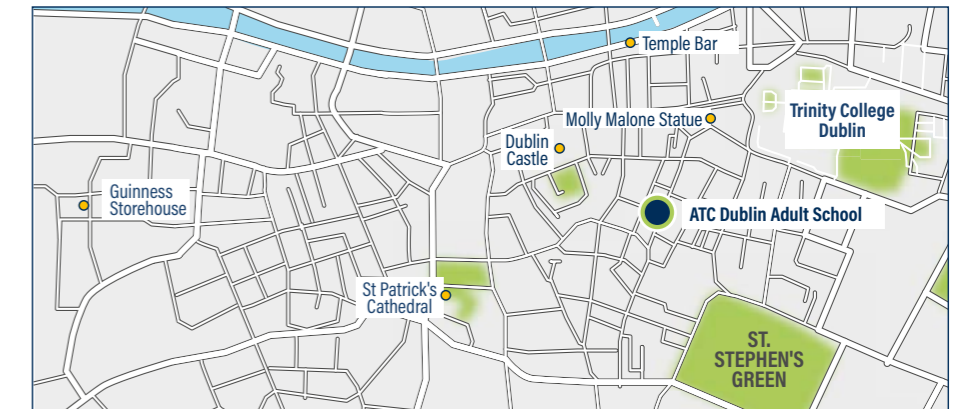 Temple Bar
Molly Malone Statue
Trinity College
Dublin
Dublin
Castle
Guinness
Storehouse
ATC Dublin Adult School
St Patrick's
Cathedral
ST.
STEPHEN'S
GREEN